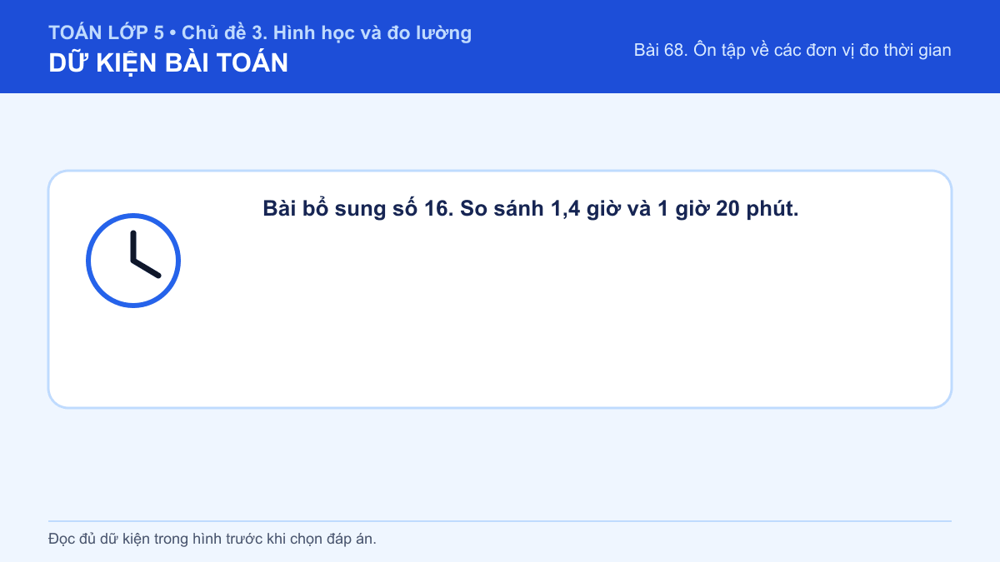 TOÁN LỚP 5 • Chủ đề 3. Hình học và đo lường
DỮ KIỆN BÀI TOÁN
Bài 68. Ôn tập về các đơn vị đo thời gian
Bài bổ sung số 16. So sánh 1,4 giờ và 1 giờ 20 phút.
Đọc đủ dữ kiện trong hình trước khi chọn đáp án.